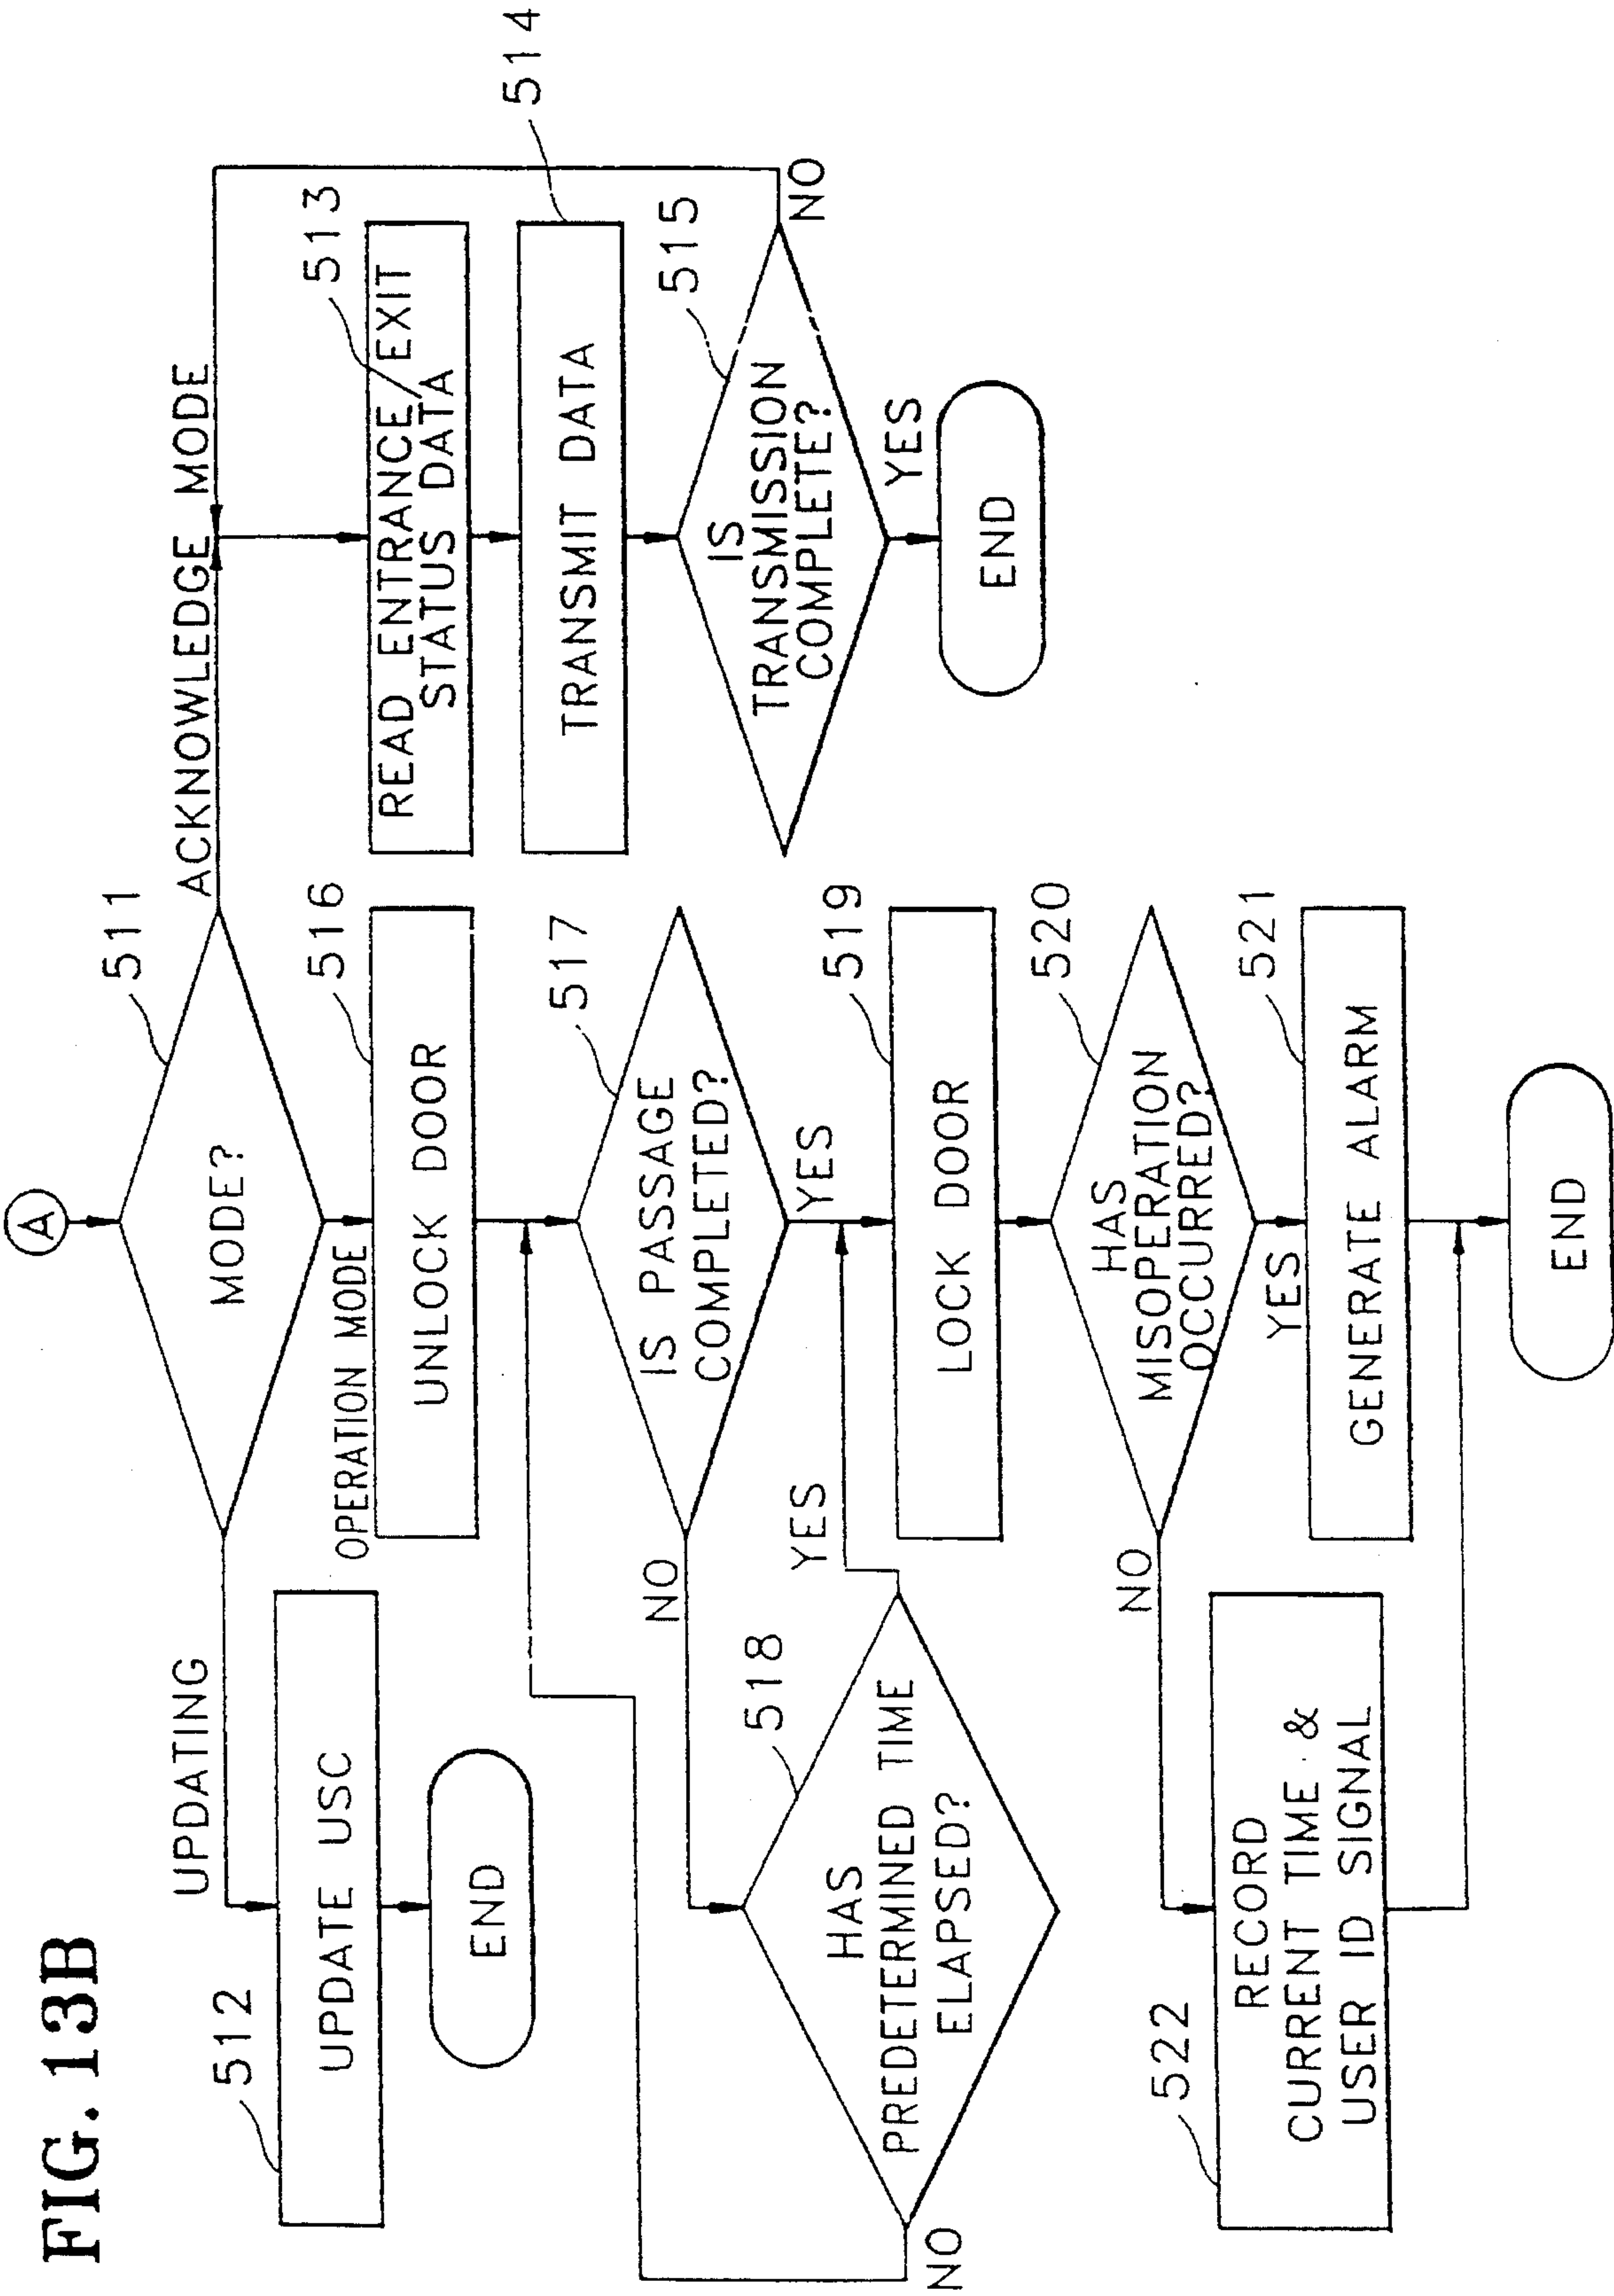 FIG. 13B
A
MODE?
511
UPDATING
OPERATION MODE
ACKNOWLEDGE MODE
512
UPDATE USC
END
516
UNLOCK DOOR
513
READ ENTRANCE/EXIT
STATUS DATA
514
TRANSMIT DATA
517
IS PASSAGE
COMPLETED?
NO
YES
515
IS
TRANSMISSION
COMPLETE?
NO
YES
END
518
HAS
PREDETERMINED TIME
ELAPSED?
NO
YES
519
LOCK DOOR
520
HAS
MISOPERATION
OCCURRED?
NO
YES
522
RECORD
CURRENT TIME &
USER ID SIGNAL
521
GENERATE ALARM
END